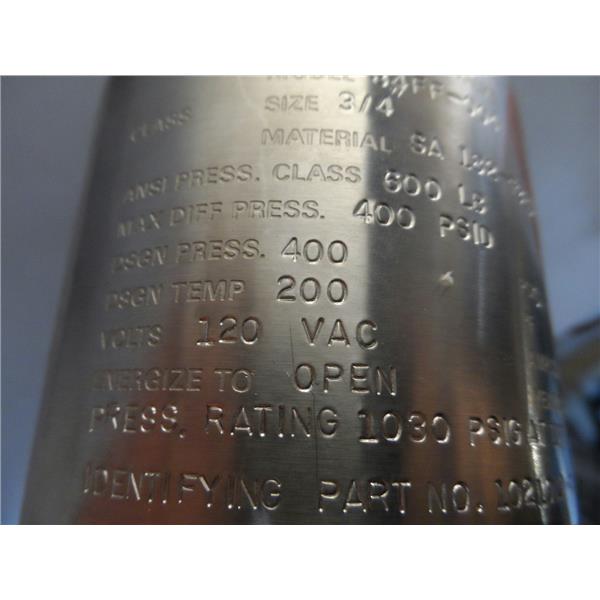 SIZE 3/4
CLASS
MATERIAL SA
ANSI PRESS. CLASS 600 LB
MAX DIFF PRESS. 400 PSID
DSGN PRESS. 400
DSGN TEMP 200
VOLTS 120 VAC
ENERGIZE TO OPEN
PRESS. RATING 1030 PSIG AT
IDENTIFYING PART NO.